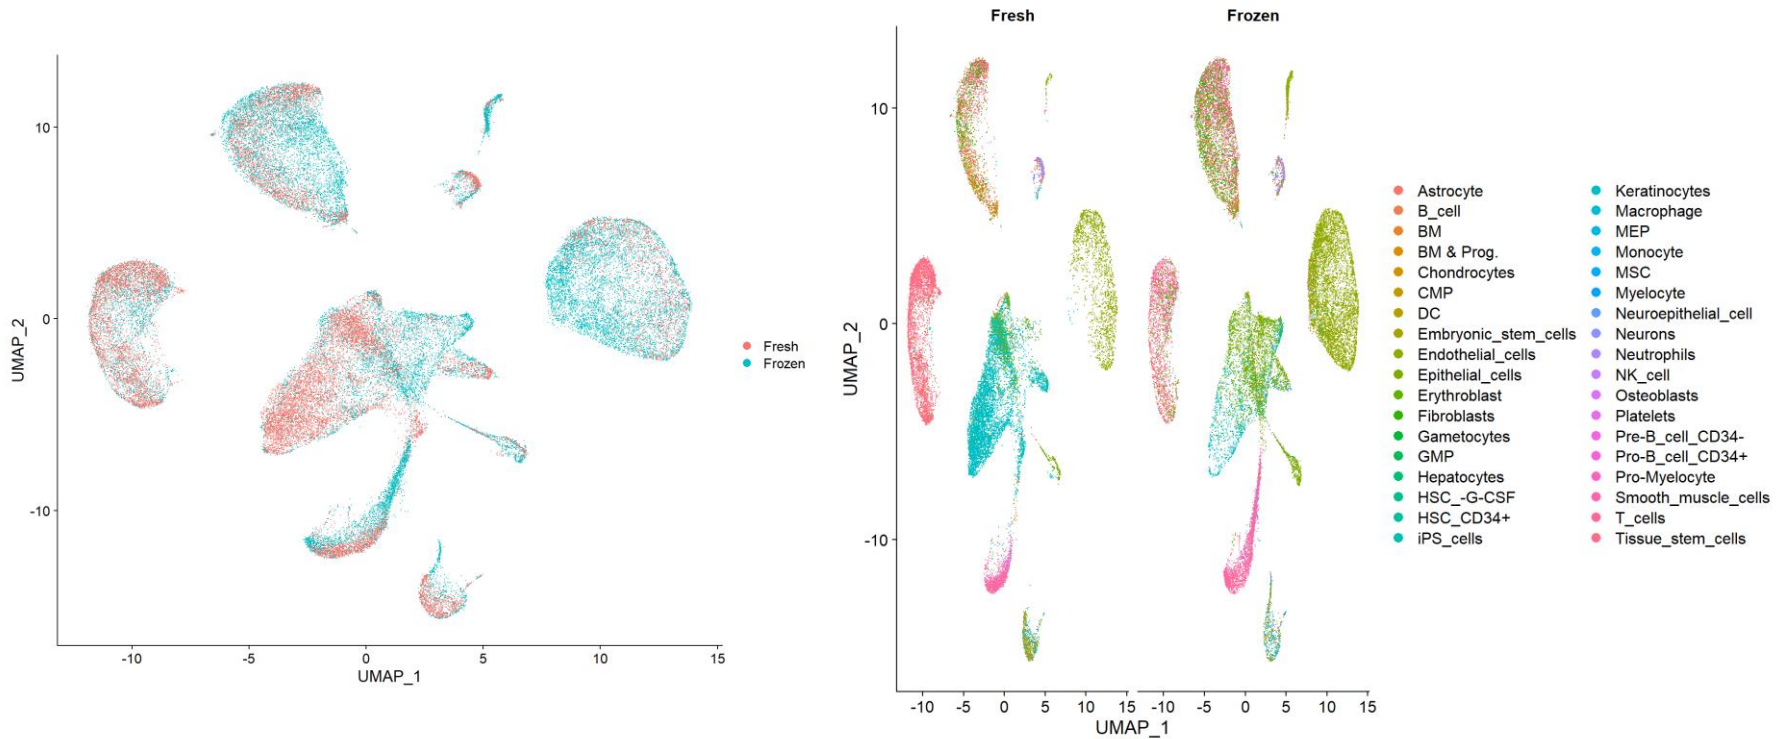 10
0
-10
UMAP_2
-10
-5
0
5
10
15
UMAP_1
Fresh
Frozen
Fresh
Frozen
10
0
-10
UMAP_2
-10
-5
0
5
10
15
-10
-5
0
5
10
15
UMAP_1
Astrocyte
B_cell
BM
BM & Prog.
Chondrocytes
CMP
DC
Embryonic_stem_cells
Endothelial_cells
Epithelial_cells
Erythroblast
Fibroblasts
Gametocytes
GMP
Hepatocytes
HSC_-G-CSF
HSC_CD34+
iPS_cells
Keratinocytes
Macrophage
MEP
Monocyte
MSC
Myelocyte
Neuroepithelial_cell
Neurons
Neutrophils
NK_cell
Osteoblasts
Platelets
Pre-B_cell_CD34-
Pro-B_cell_CD34+
Pro-Myelocyte
Smooth_muscle_cells
T_cells
Tissue_stem_cells